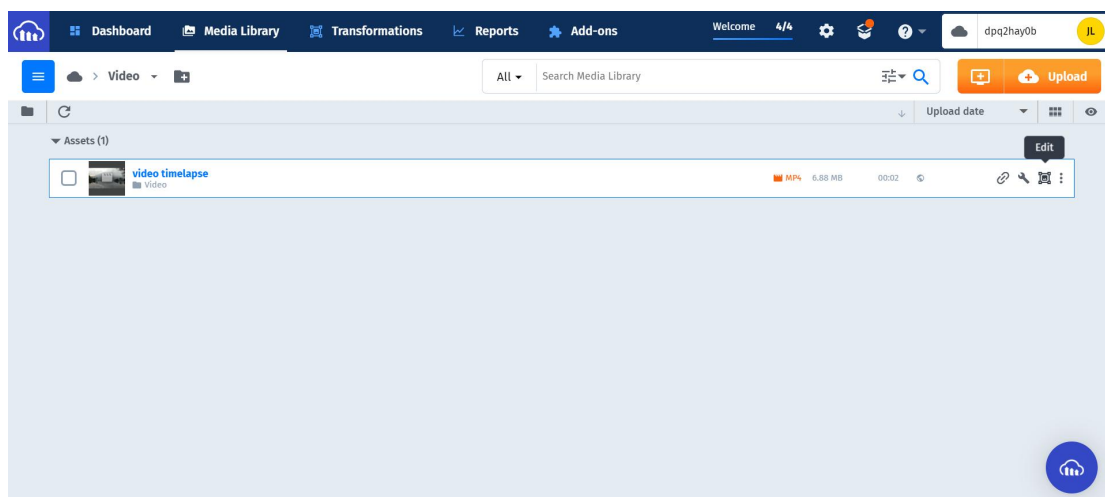 Dashboard Media Library Transformations Reports Add-ons Welcome 4/4 dpq2hay0b JL
> Video All Search Media Library Upload
Upload date
Assets (1)
Edit
video timelapse
Video
MP4 6.88 MB 00:02